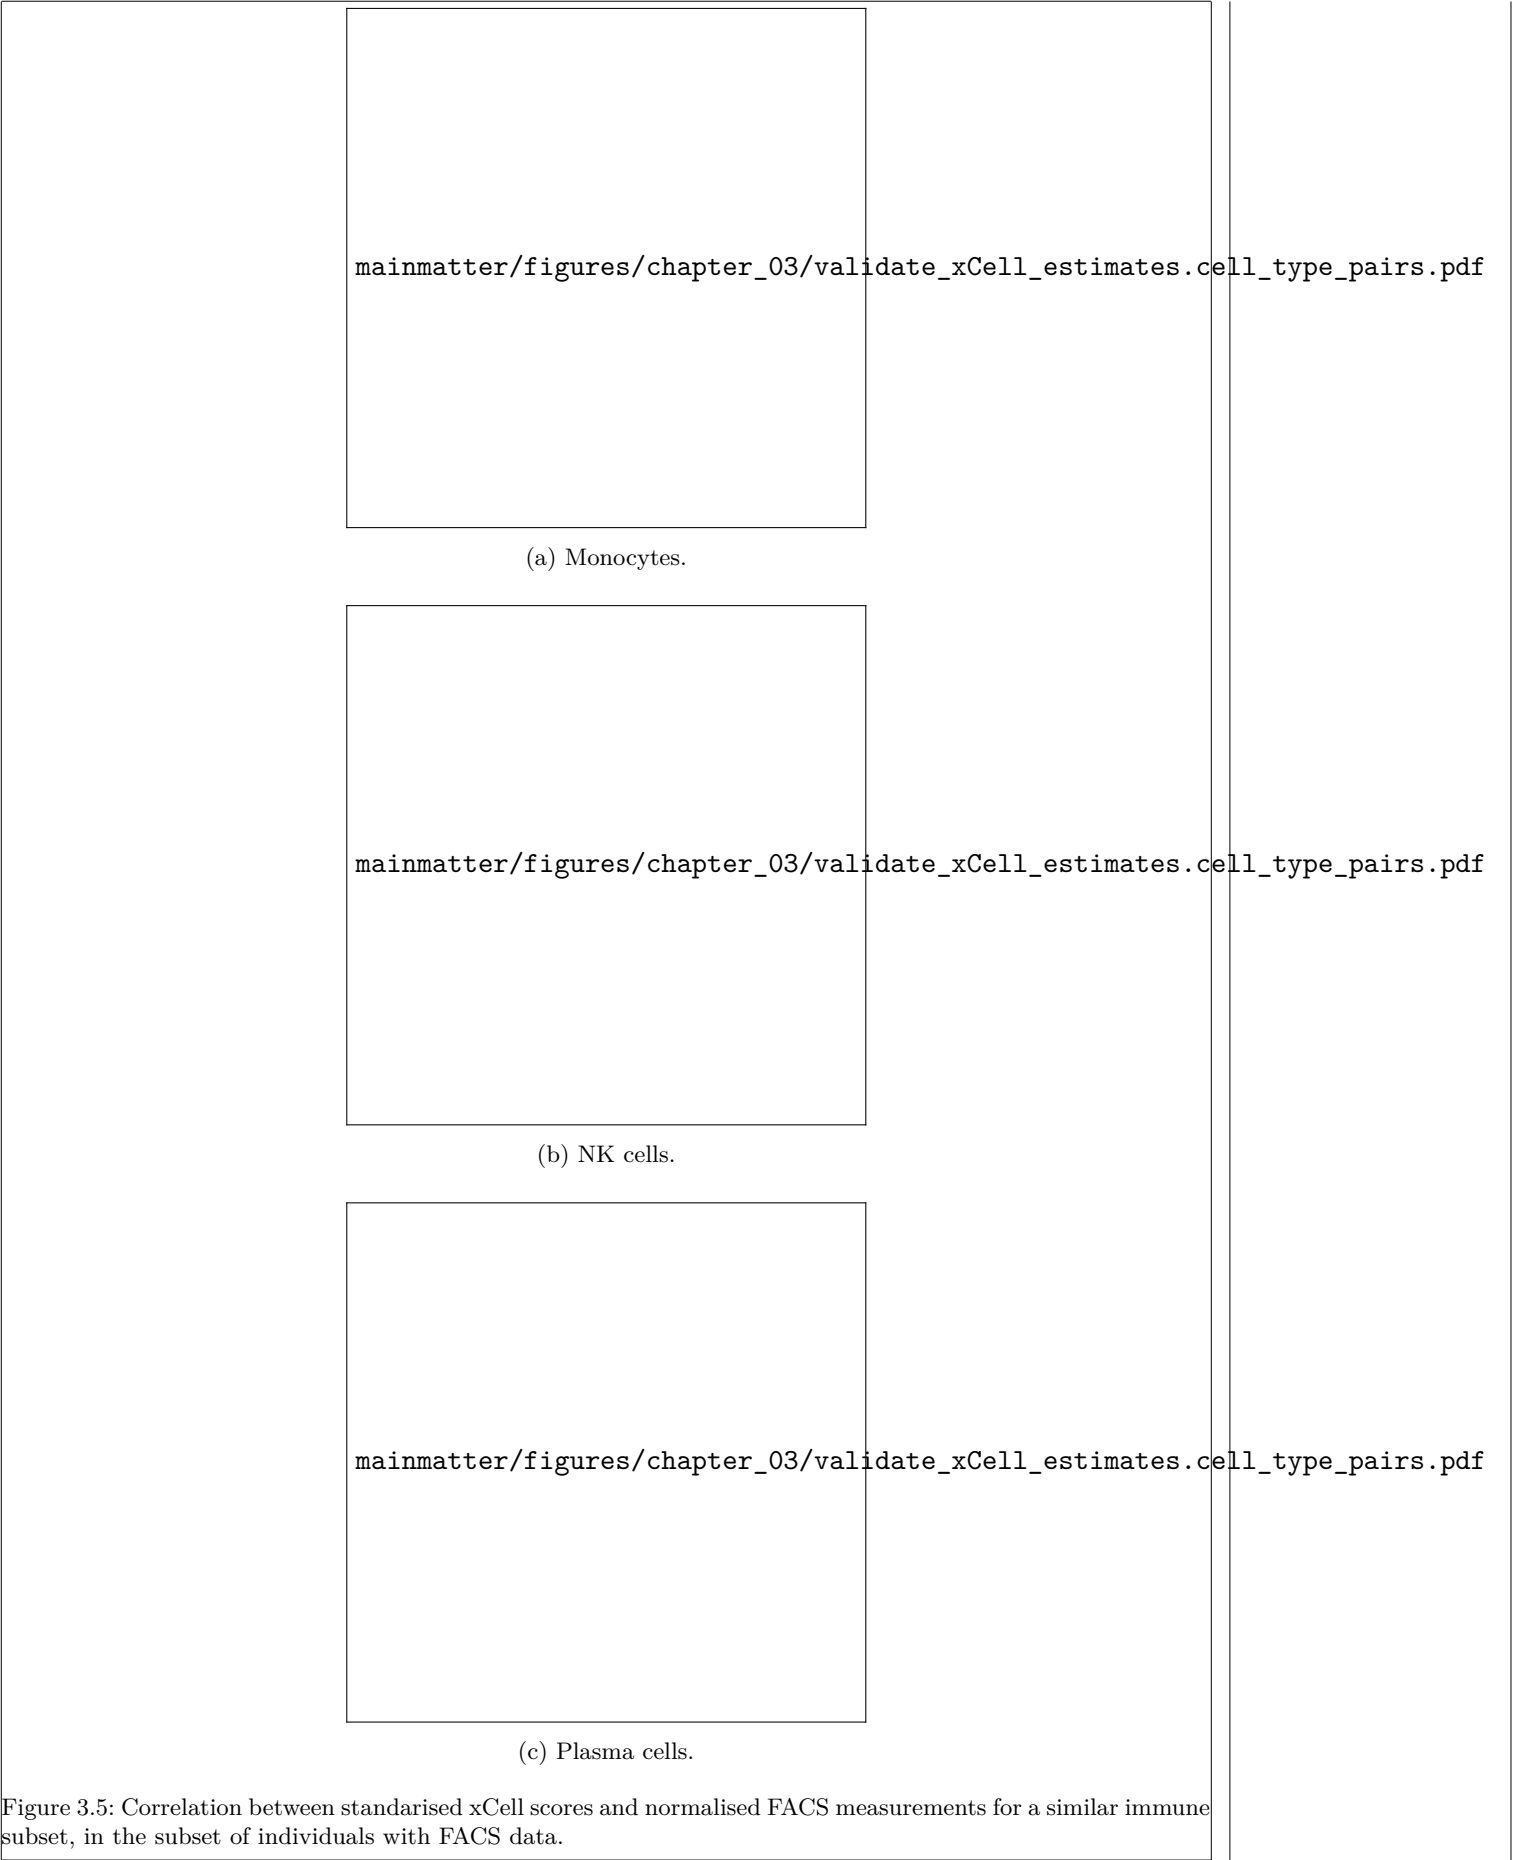 mainmatter/figures/chapter_03/validate_xCell_estimates.cell_type_pairs.pdf
(a) Monocytes.
mainmatter/figures/chapter_03/validate_xCell_estimates.cell_type_pairs.pdf
(b) NK cells.
mainmatter/figures/chapter_03/validate_xCell_estimates.cell_type_pairs.pdf
(c) Plasma cells.
Figure 3.5: Correlation between standarised xCell scores and normalised FACS measurements for a similar immune
subset, in the subset of individuals with FACS data.